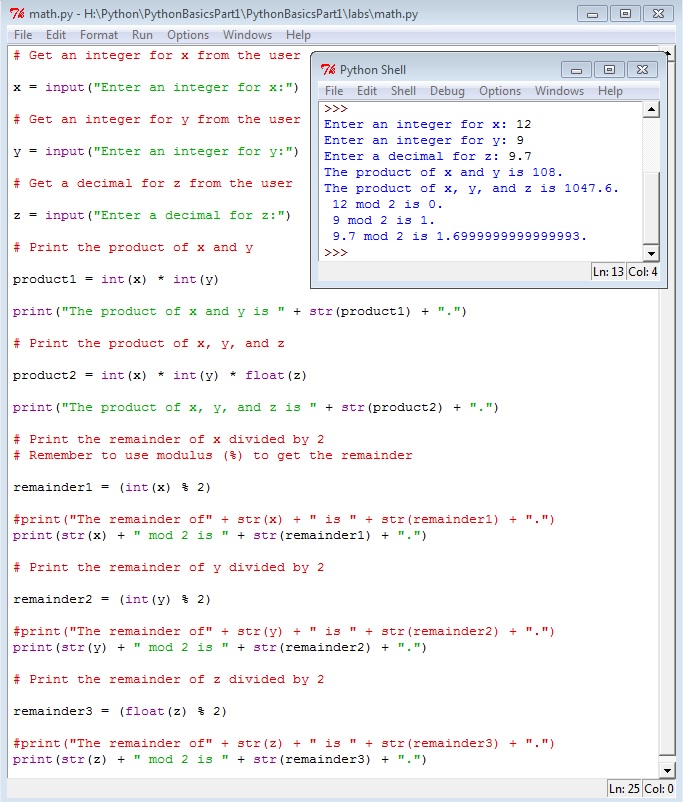 math.py - H:\Python\PythonBasicsPart1\PythonBasicsPart1\labs\math.py
File Edit Format Run Options Windows Help
# Get an integer for x from the user
x = input("Enter an integer for x:")
# Get an integer for y from the user
y = input("Enter an integer for y:")
# Get a decimal for z from the user
z = input("Enter a decimal for z:")
# Print the product of x and y
product1 = int(x) * int(y)
print("The product of x and y is " + str(product1) + ".")
# Print the product of x, y, and z
product2 = int(x) * int(y) * float(z)
print("The product of x, y, and z is " + str(product2) + ".")
# Print the remainder of x divided by 2
# Remember to use modulus (%) to get the remainder
remainder1 = (int(x) % 2)
#print("The remainder of" + str(x) + " is " + str(remainder1) + ".")
print(str(x) + " mod 2 is " + str(remainder1) + ".")
# Print the remainder of y divided by 2
remainder2 = (int(y) % 2)
#print("The remainder of" + str(y) + " is " + str(remainder2) + ".")
print(str(y) + " mod 2 is " + str(remainder2) + ".")
# Print the remainder of z divided by 2
remainder3 = (float(z) % 2)
#print("The remainder of" + str(z) + " is " + str(remainder3) + ".")
print(str(z) + " mod 2 is " + str(remainder3) + ".")
Ln: 25 Col: 0
Python Shell
File Edit Shell Debug Options Windows Help
>>>
Enter an integer for x: 12
Enter an integer for y: 9
Enter a decimal for z: 9.7
The product of x and y is 108.
The product of x, y, and z is 1047.6.
12 mod 2 is 0.
9 mod 2 is 1.
9.7 mod 2 is 1.6999999999999993.
>>>
Ln: 13 Col: 4